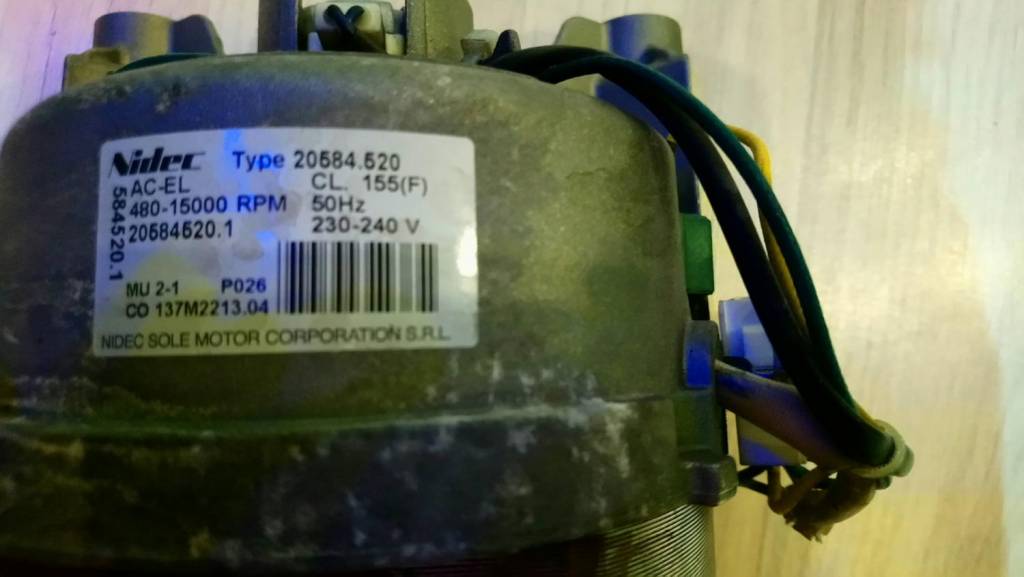 Nidec Type 20584.520
AC-EL CL. 155(F)
480-15000 RPM 50Hz
20584520.1 230-240 V
584520.1
MU 2-1 P026
CO 137M2213.04
NIDEC SOLE MOTOR CORPORATION S.R.L.